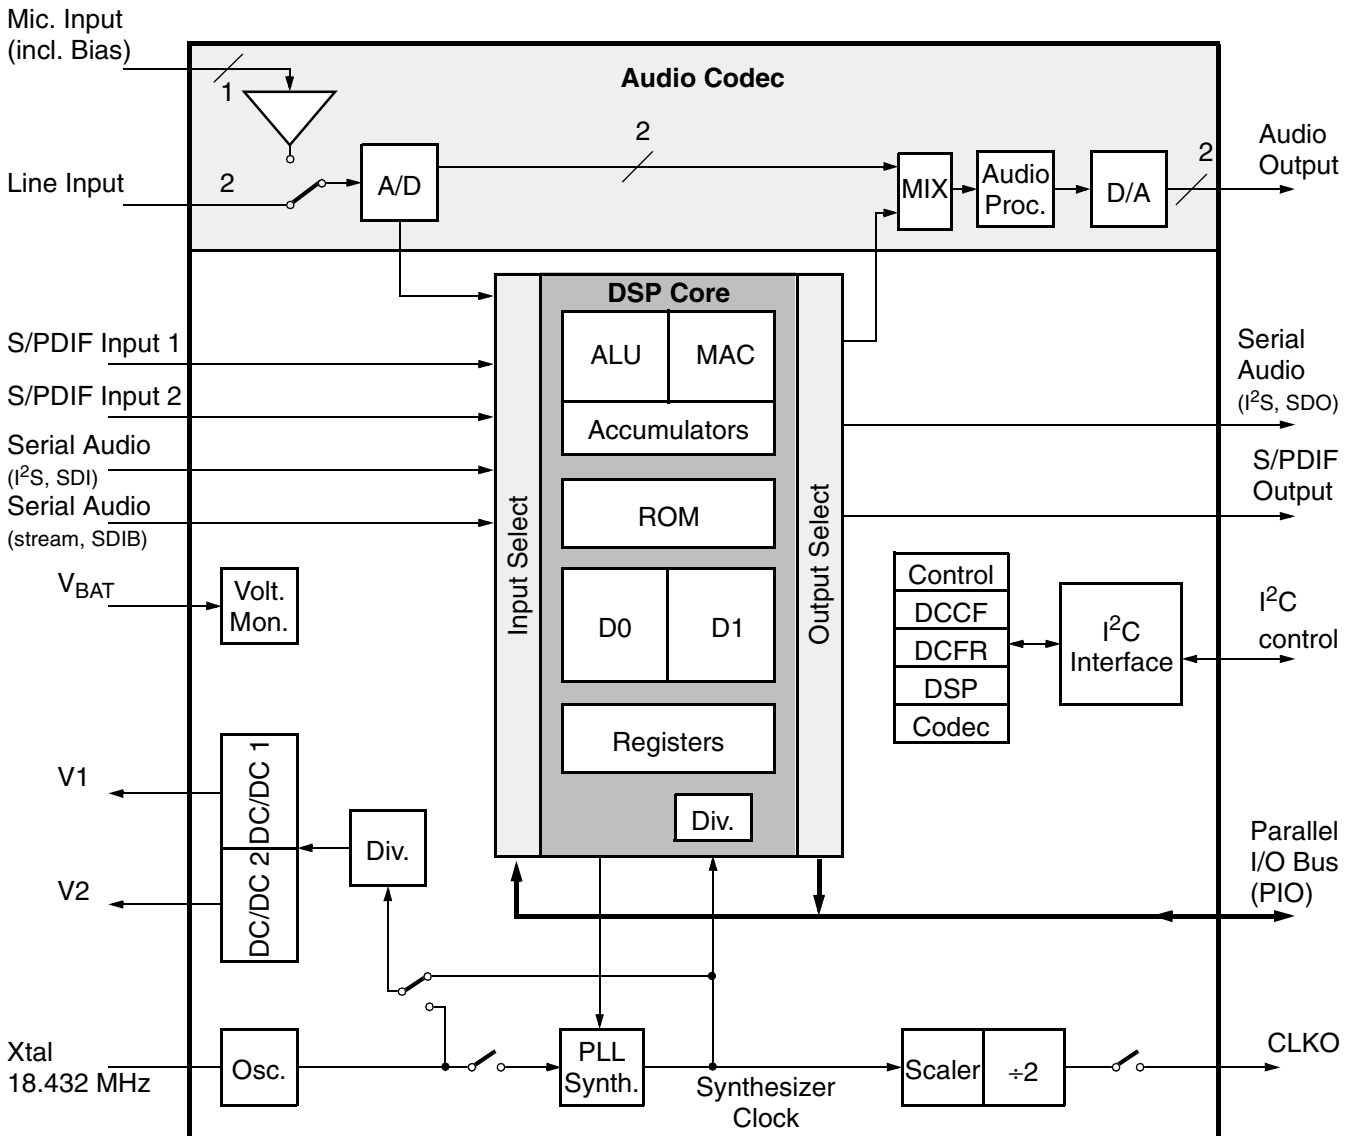 Mic. Input
(incl. Bias)
1
Audio Codec
2
Audio
Output
2
Line Input
2
A/D
MIX
Audio
Proc.
D/A
DSP Core
S/PDIF Input 1
ALU
MAC
Serial
Audio
(I²S, SDO)
S/PDIF Input 2
Accumulators
Serial Audio
(I²S, SDI)
S/PDIF
Output
Serial Audio
(stream, SDIB)
Input Select
ROM
Output Select
VBAT
Volt.
Mon.
D0
D1
Control
DCCF
DCFR
DSP
Codec
I²C
Interface
I²C
control
Registers
V1
DC/DC 1
Div.
Div.
Parallel
I/O Bus
(PIO)
V2
DC/DC 2
Xtal
18.432 MHz
Osc.
PLL
Synth.
Synthesizer
Clock
Scaler
÷2
CLKO